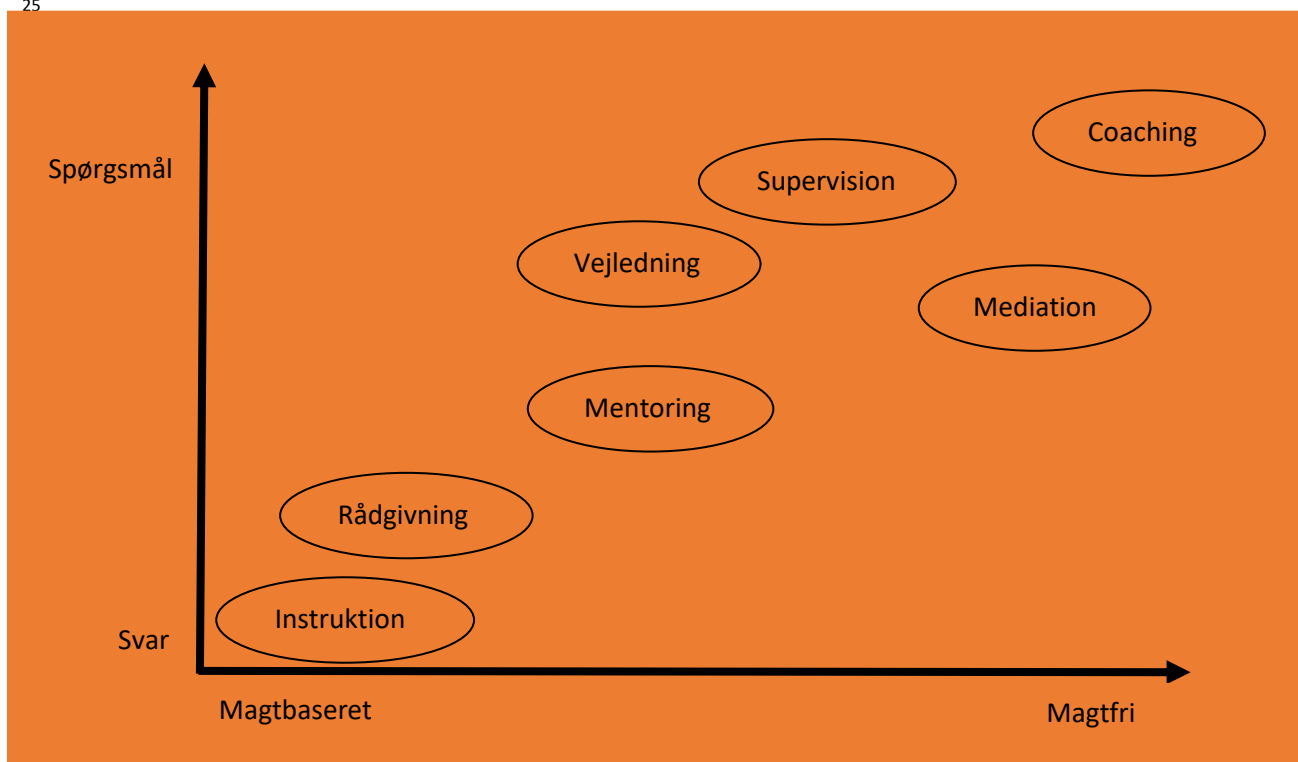 25
Coaching
Spørgsmål
Supervision
Vejledning
Mediation
Mentoring
Rådgivning
Instruktion
Svar
Magtbaseret
Magtfri